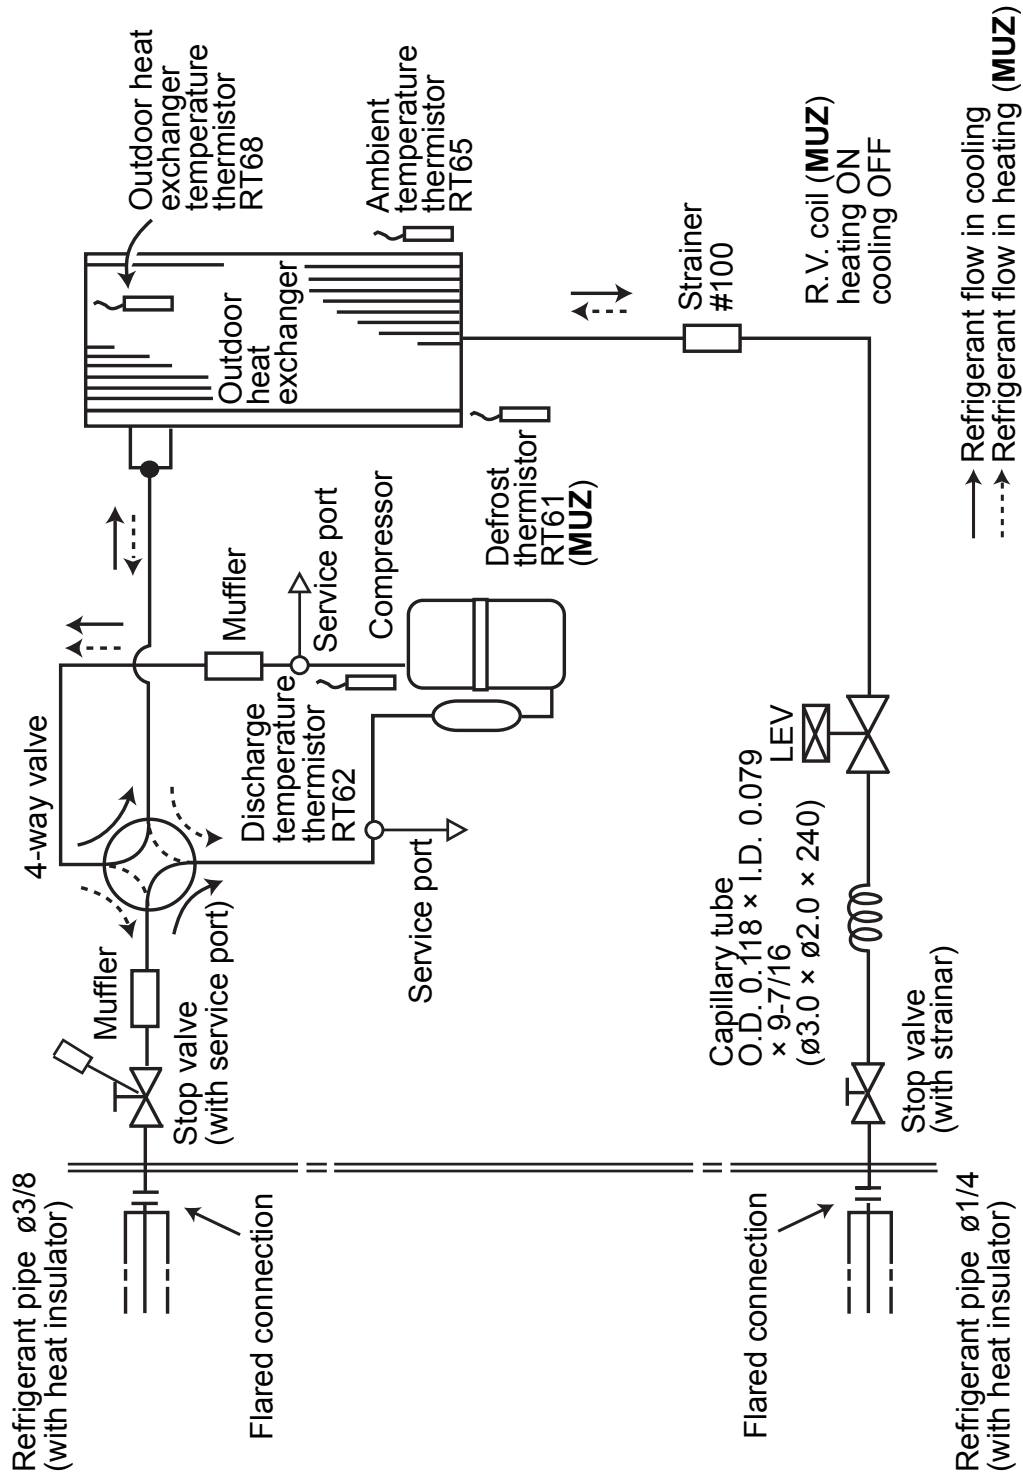 Refrigerant pipe ø3/8
(with heat insulator)
4-way valve
Muffler
Stop valve
(with service port)
Flared connection
Outdoor heat
exchanger
temperature
thermistor
RT68
Outdoor
heat
exchanger
Muffler
Service port
Discharge
temperature
thermistor
RT62
Compressor
Ambient
temperature
thermistor
RT65
Service port
Defrost
thermistor
RT61
(MUZ)
Strainer
#100
Capillary tube
O.D. 0.118 × I.D. 0.079
× 9-7/16
(ø3.0 × ø2.0 × 240)
LEV
R.V. coil (MUZ)
heating ON
cooling OFF
Flared connection
Stop valve
(with strainar)
Refrigerant pipe ø1/4
(with heat insulator)
Refrigerant flow in cooling
Refrigerant flow in heating (MUZ)